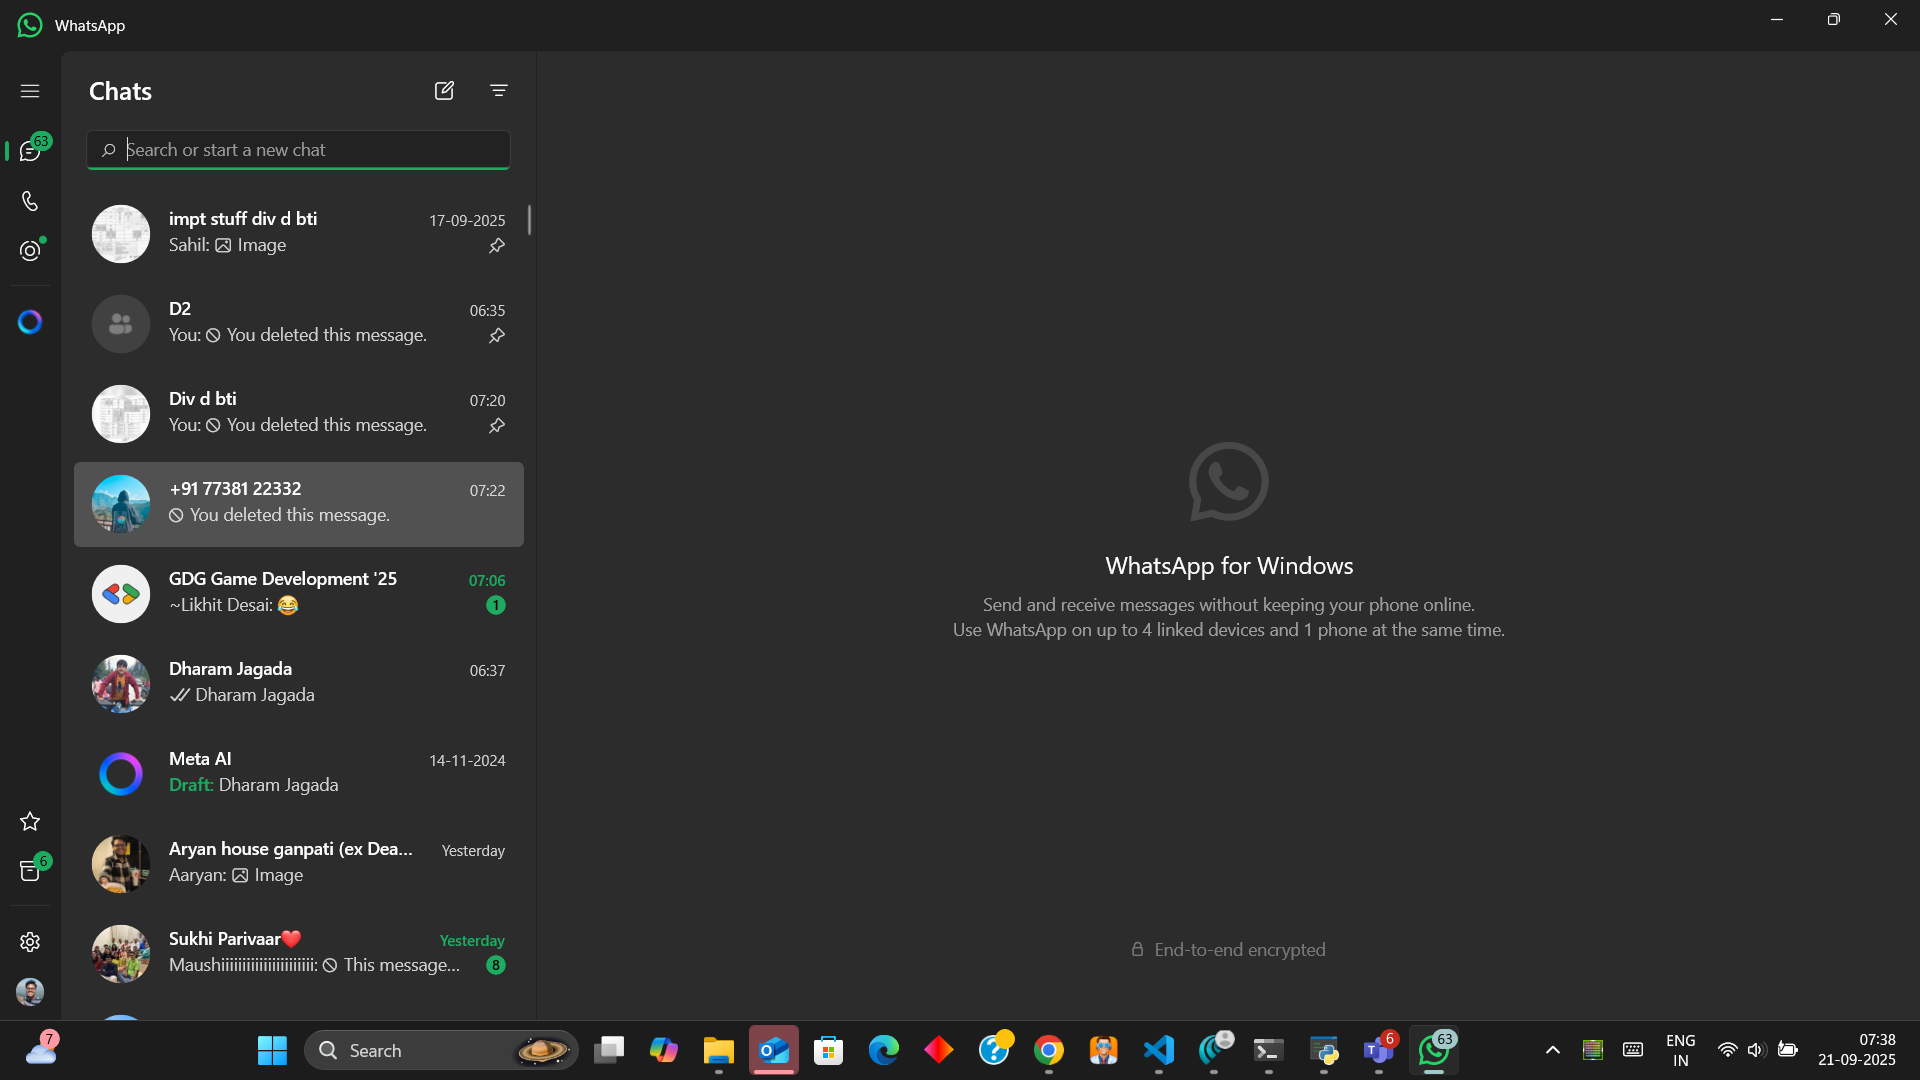 WhatsApp
Chats
Search or start a new chat
63
impt stuff div d bti 17-09-2025
Sahil: Image
D2 06:35
You: You deleted this message.
Div d bti 07:20
You: You deleted this message.
+91 77381 22332 07:22
You deleted this message.
GDG Game Development '25 07:06
~Likhit Desai: 😂 1
Dharam Jagada 06:37
Dharam Jagada
Meta AI 14-11-2024
Draft: Dharam Jagada
Aryan house ganpati (ex Dea... Yesterday
Aaryan: Image
6
Sukhi Parivaar❤️ Yesterday
Maushiiiiiiiiiiiiiiiiiiiiii: This message... 8
WhatsApp for Windows
Send and receive messages without keeping your phone online.
Use WhatsApp on up to 4 linked devices and 1 phone at the same time.
End-to-end encrypted
7
Search
6
63
ENG
IN
07:38
21-09-2025